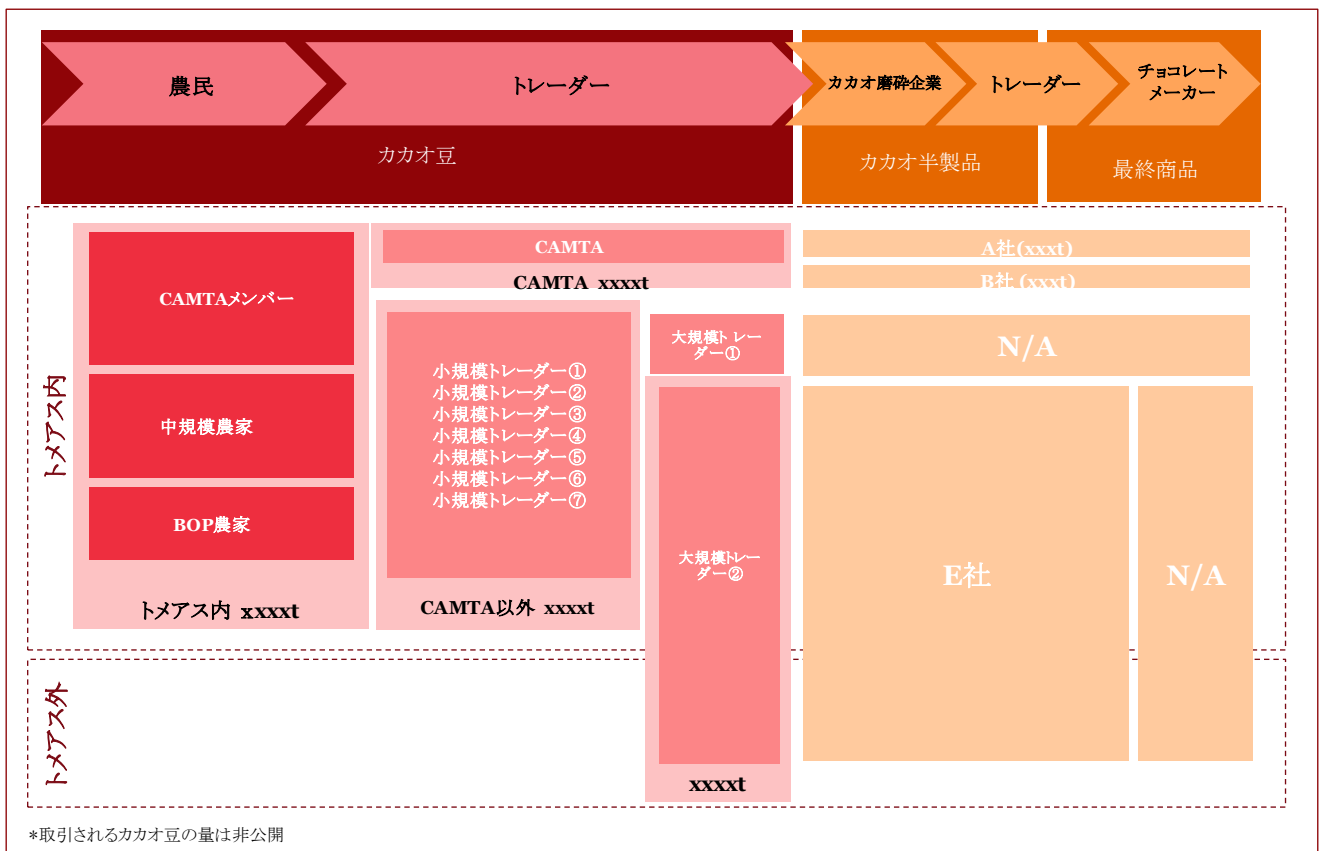 農民
トレーダー
カカオ磨砕企業
トレーダー
チョコレート
メーカー
カカオ豆
カカオ半製品
最終商品
トメアス内
CAMTAメンバー
中規模農家
BOP農家
トメアス内 xxxxt
CAMTA
CAMTA xxxxt
小規模トレーダー①
小規模トレーダー②
小規模トレーダー③
小規模トレーダー④
小規模トレーダー⑤
小規模トレーダー⑥
小規模トレーダー⑦
CAMTA以外 xxxxt
大規模トレー
ダー①
大規模トレー
ダー②
xxxxt
A社(xxxt)
B社 (xxxt)
N/A
E社
N/A
トメアス外
*取引されるカカオ豆の量は非公開